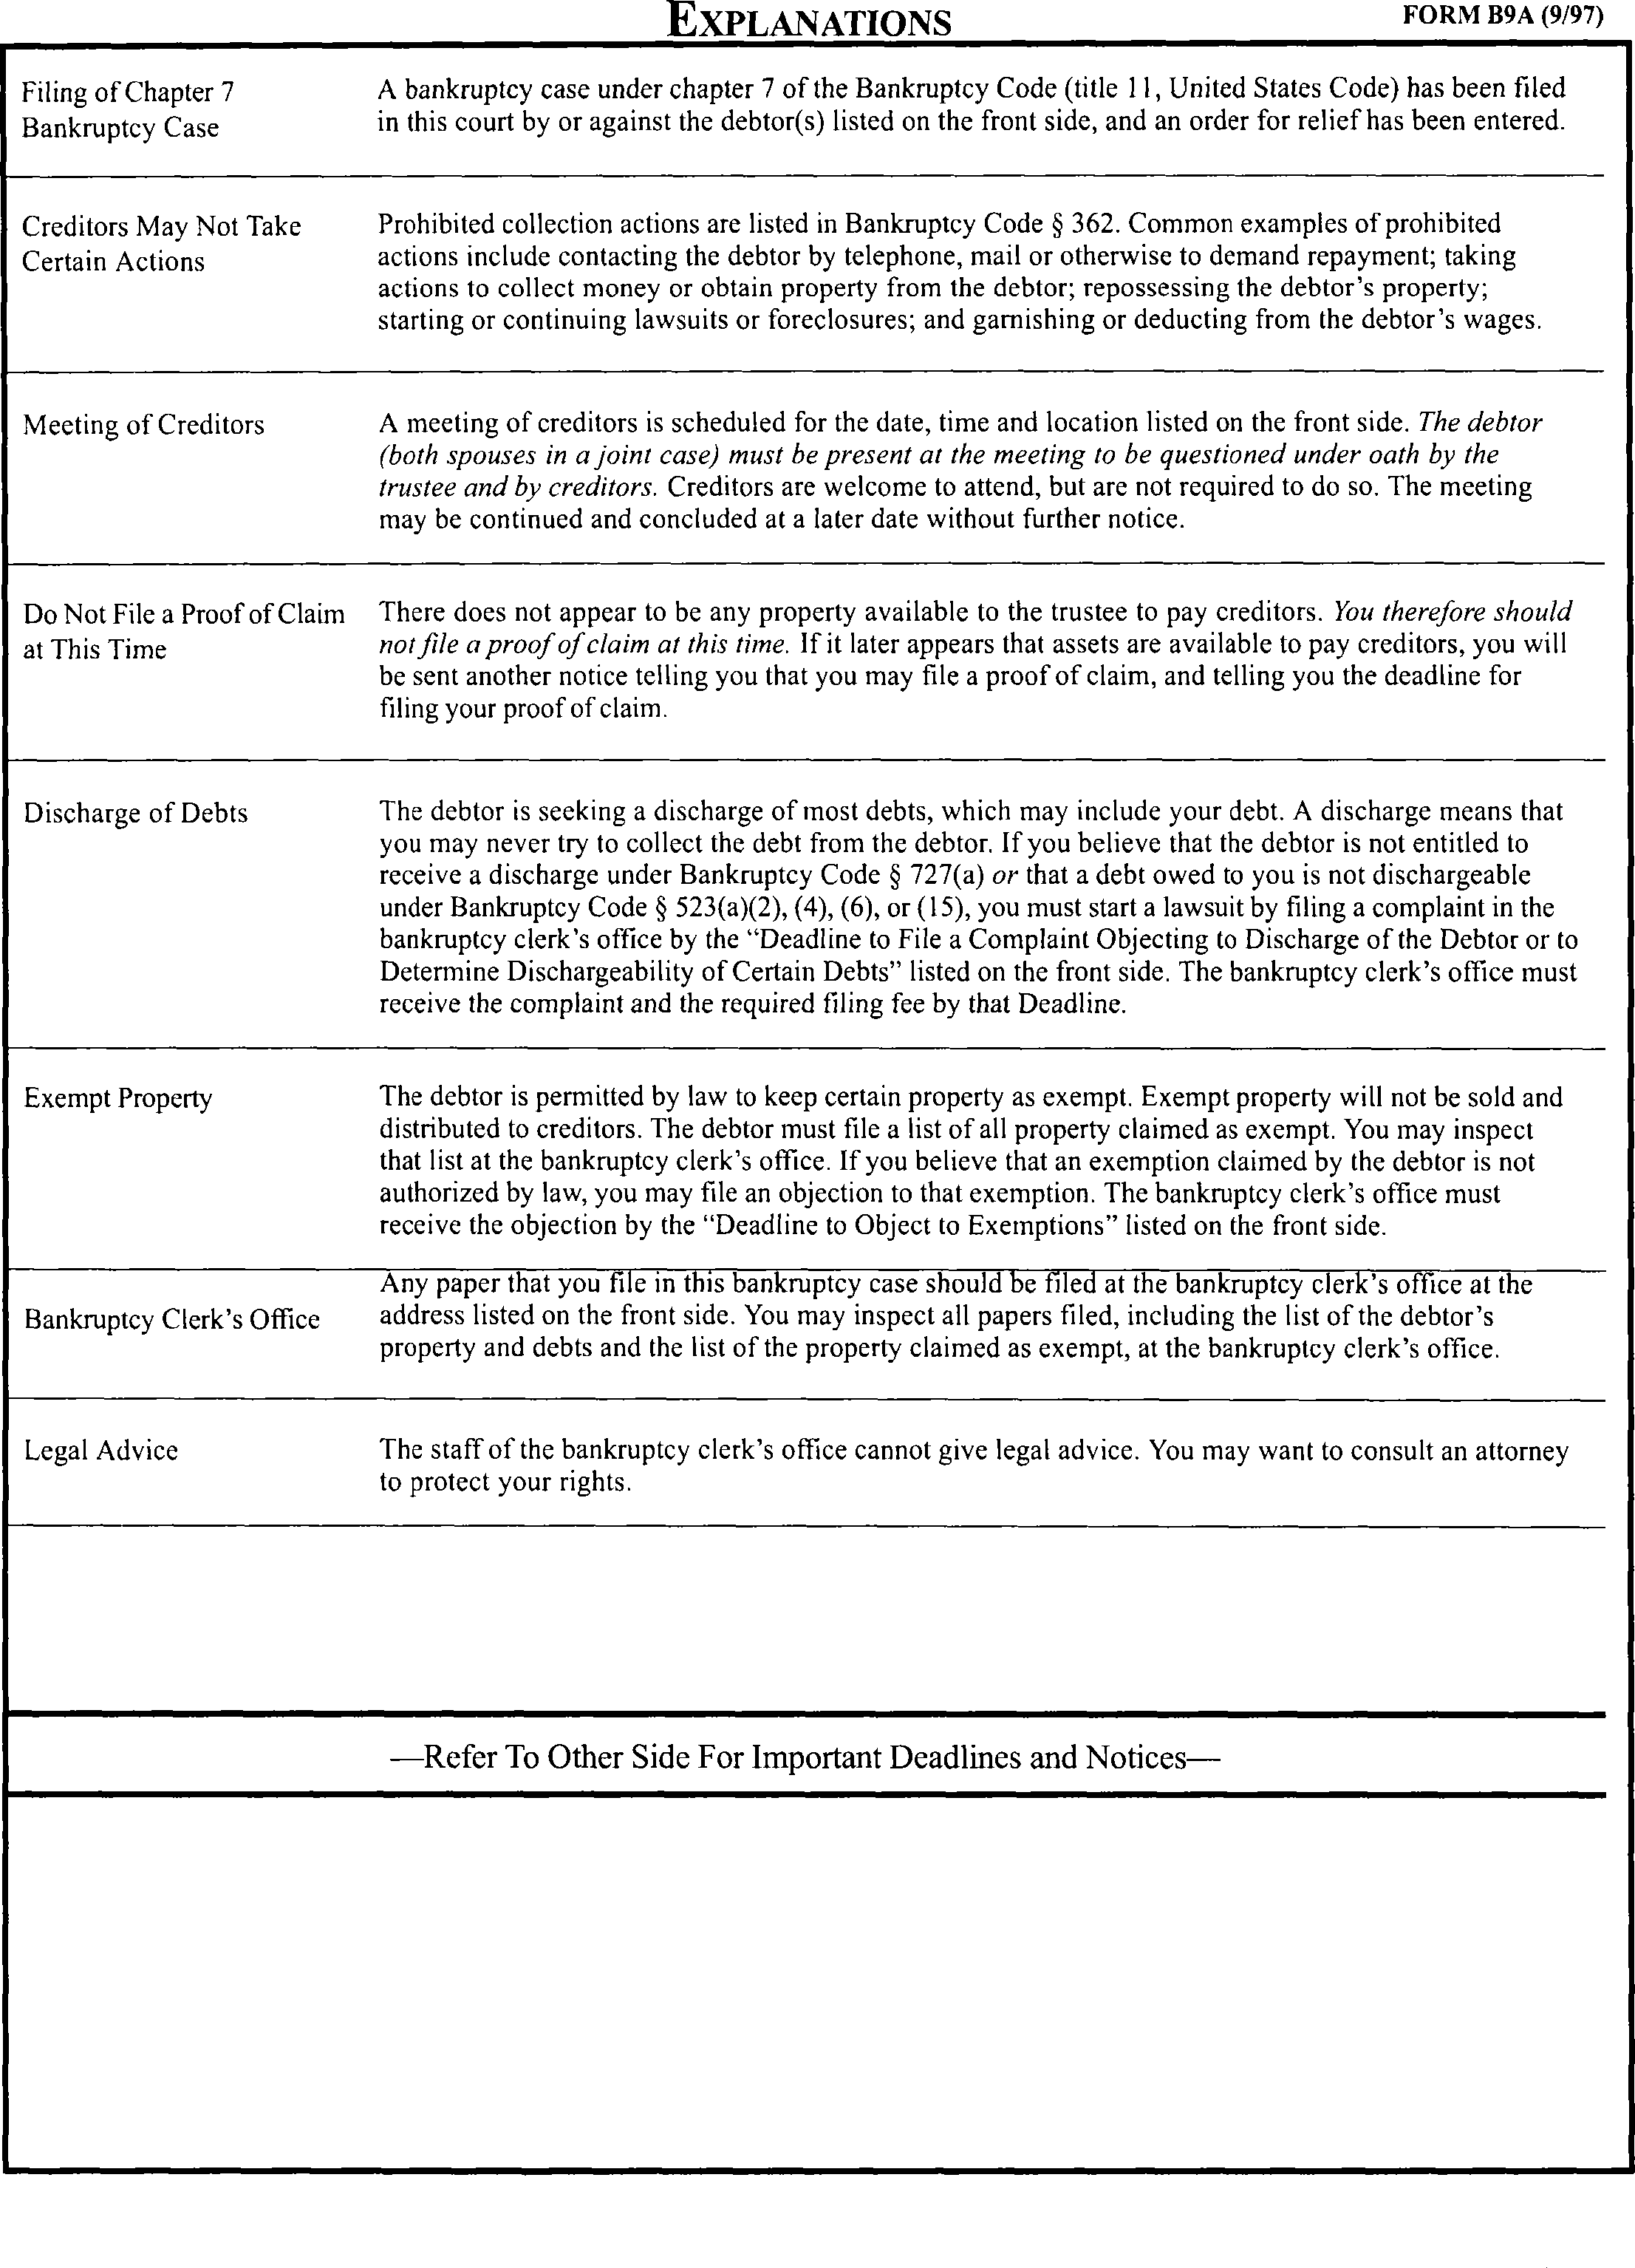 EXPLANATIONS
FORM B9A (9/97)
Filing of Chapter 7
Bankruptcy Case
A bankruptcy case under chapter 7 of the Bankruptcy Code (title 11, United States Code) has been filed
in this court by or against the debtor(s) listed on the front side, and an order for relief has been entered.
Creditors May Not Take
Certain Actions
Prohibited collection actions are listed in Bankruptcy Code § 362. Common examples of prohibited
actions include contacting the debtor by telephone, mail or otherwise to demand repayment; taking
actions to collect money or obtain property from the debtor; repossessing the debtor's property;
starting or continuing lawsuits or foreclosures; and garnishing or deducting from the debtor's wages.
Meeting of Creditors
A meeting of creditors is scheduled for the date, time and location listed on the front side. The debtor
(both spouses in a joint case) must be present at the meeting to be questioned under oath by the
trustee and by creditors. Creditors are welcome to attend, but are not required to do so. The meeting
may be continued and concluded at a later date without further notice.
Do Not File a Proof of Claim
at This Time
There does not appear to be any property available to the trustee to pay creditors. You therefore should
not file a proof of claim at this time. If it later appears that assets are available to pay creditors, you will
be sent another notice telling you that you may file a proof of claim, and telling you the deadline for
filing your proof of claim.
Discharge of Debts
The debtor is seeking a discharge of most debts, which may include your debt. A discharge means that
you may never try to collect the debt from the debtor. If you believe that the debtor is not entitled to
receive a discharge under Bankruptcy Code § 727(a) or that a debt owed to you is not dischargeable
under Bankruptcy Code § 523(a)(2), (4), (6), or (15), you must start a lawsuit by filing a complaint in the
bankruptcy clerk's office by the “Deadline to File a Complaint Objecting to Discharge of the Debtor or to
Determine Dischargeability of Certain Debts” listed on the front side. The bankruptcy clerk's office must
receive the complaint and the required filing fee by that Deadline.
Exempt Property
The debtor is permitted by law to keep certain property as exempt. Exempt property will not be sold and
distributed to creditors. The debtor must file a list of all property claimed as exempt. You may inspect
that list at the bankruptcy clerk's office. If you believe that an exemption claimed by the debtor is not
authorized by law, you may file an objection to that exemption. The bankruptcy clerk's office must
receive the objection by the “Deadline to Object to Exemptions” listed on the front side.
Bankruptcy Clerk's Office
Any paper that you file in this bankruptcy case should be filed at the bankruptcy clerk's office at the
address listed on the front side. You may inspect all papers filed, including the list of the debtor's
property and debts and the list of the property claimed as exempt, at the bankruptcy clerk's office.
Legal Advice
The staff of the bankruptcy clerk's office cannot give legal advice. You may want to consult an attorney
to protect your rights.
—Refer To Other Side For Important Deadlines and Notices—